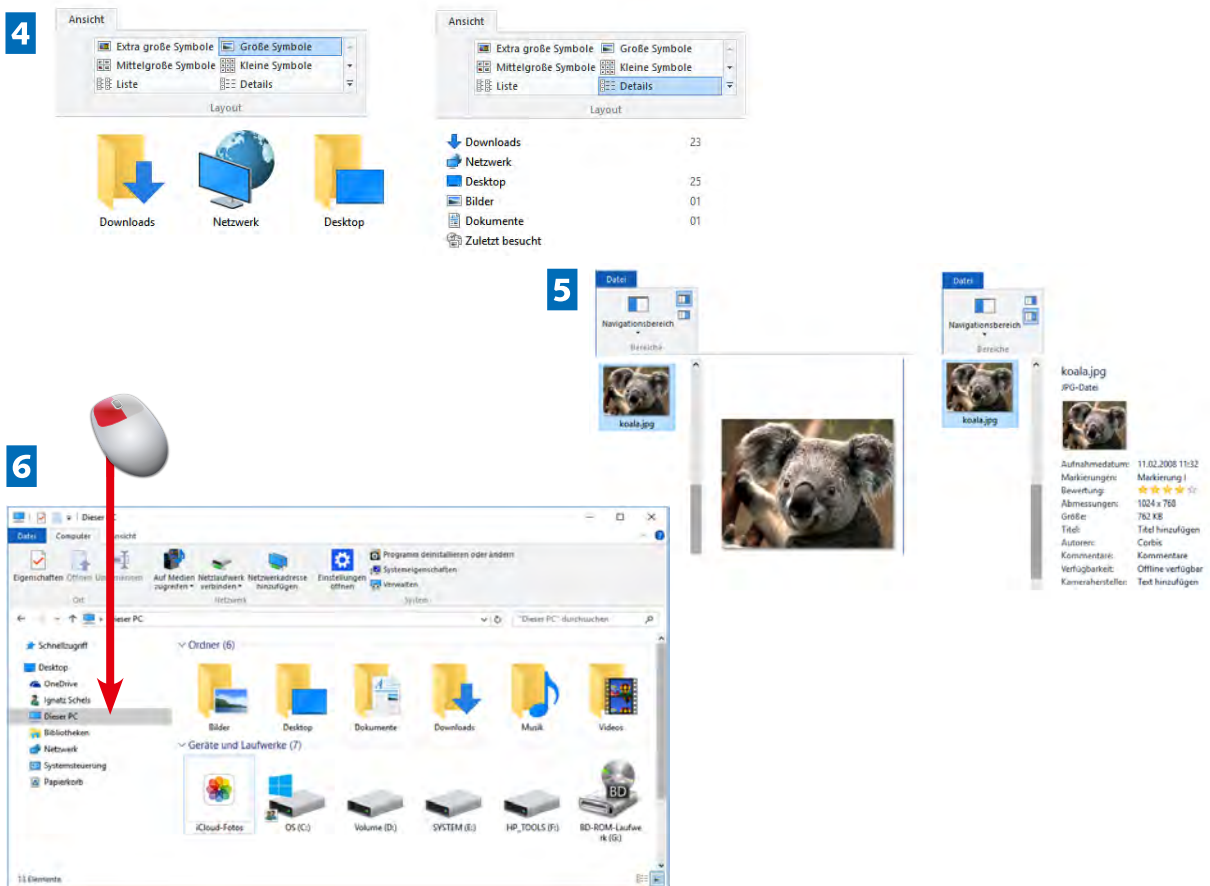 4
Ansicht
Extra große Symbole Große Symbole
Mittelgroße Symbole Kleine Symbole
Liste Details
Layout
Downloads Netzwerk Desktop
Ansicht
Extra große Symbole Große Symbole
Mittelgroße Symbole Kleine Symbole
Liste Details
Layout
Downloads 23
Netzwerk
Desktop 25
Bilder 01
Dokumente 01
Zuletzt besucht
5
Datei
Navigationsbereich
Bereiche
koala.jpg
Datei
Navigationsbereich
Bereiche
koala.jpg
koala.jpg
JPG-Datei
Aufnahmedatum: 11.02.2008 11:32
Markierungen: Markierung I
Bewertung:
Abmessungen: 1024 x 768
Größe: 762 KB
Titel: Titel hinzufügen
Autoren: Corbis
Kommentare: Kommentare
Verfügbarkeit: Offline verfügbar
Kamerahersteller: Text hinzufügen
6
Dieser PC
Datei Computer Ansicht
Eigenschaften Öffnen Umbenennen
Auf Medien zugreifen
Netzlaufwerk verbinden
Netzwerkadresse hinzufügen
Einstellungen öffnen
Programm deinstallieren oder ändern
Systemeigenschaften
Verwalten
Ort Netzwerk System
Dieser PC "Dieser PC" durchsuchen
Schnellzugriff
Desktop
OneDrive
Ignatz Schels
Dieser PC
Bibliotheken
Netzwerk
Systemsteuerung
Papierkorb
Ordner (6)
Bilder Desktop Dokumente Downloads Musik Videos
Geräte und Laufwerke (7)
iCloud-Fotos OS (C:) Volume (D:) SYSTEM (E:) HP_TOOLS (F:) BD-ROM-Laufwe
rk (G:)
BD
13 Elemente